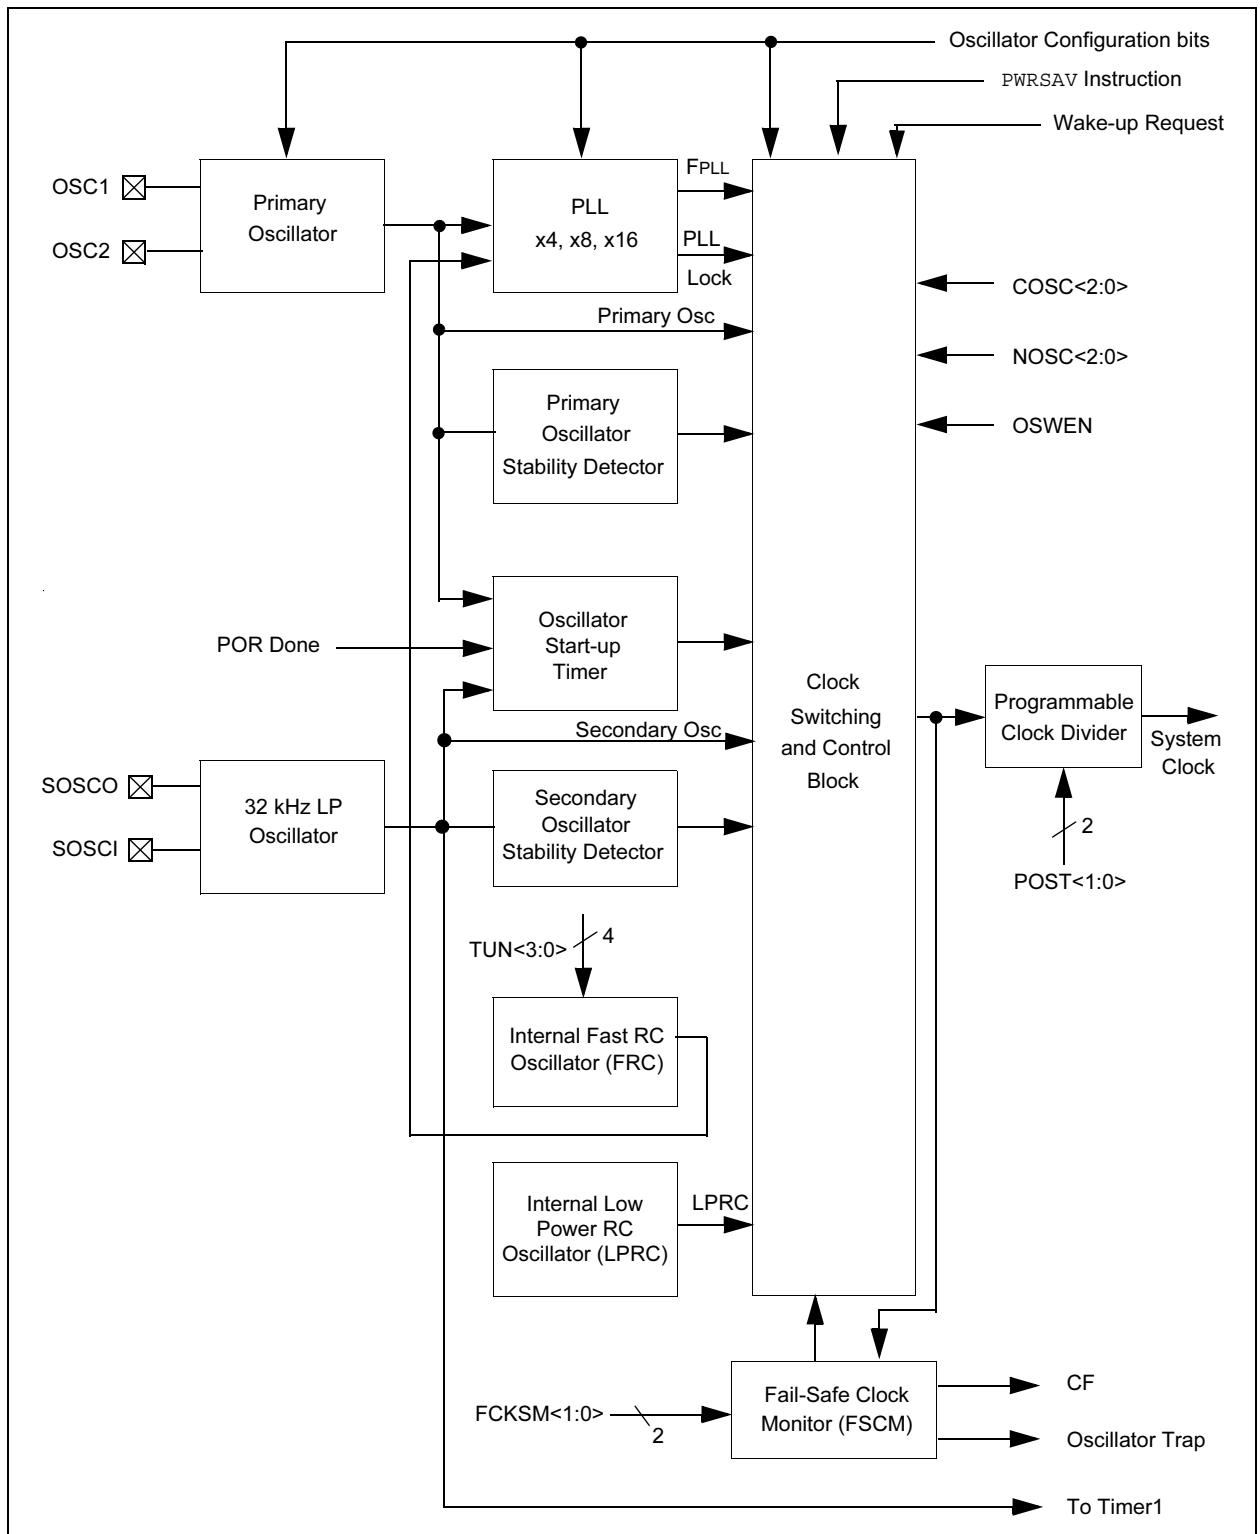 Oscillator Configuration bits
PWRSAV Instruction
Wake-up Request
OSC1
OSC2
Primary
Oscillator
PLL
x4, x8, x16
FPLL
PLL
Lock
Primary Osc
COSC<2:0>
NOSC<2:0>
OSWEN
Primary
Oscillator
Stability Detector
POR Done
Oscillator
Start-up
Timer
Clock
Switching
and Control
Block
Programmable
Clock Divider
System
Clock
2
POST<1:0>
Secondary Osc
SOSCO
SOSCI
32 kHz LP
Oscillator
Secondary
Oscillator
Stability Detector
TUN<3:0>
4
Internal Fast RC
Oscillator (FRC)
Internal Low
Power RC
Oscillator (LPRC)
LPRC
FCKSM<1:0>
2
Fail-Safe Clock
Monitor (FSCM)
CF
Oscillator Trap
To Timer1